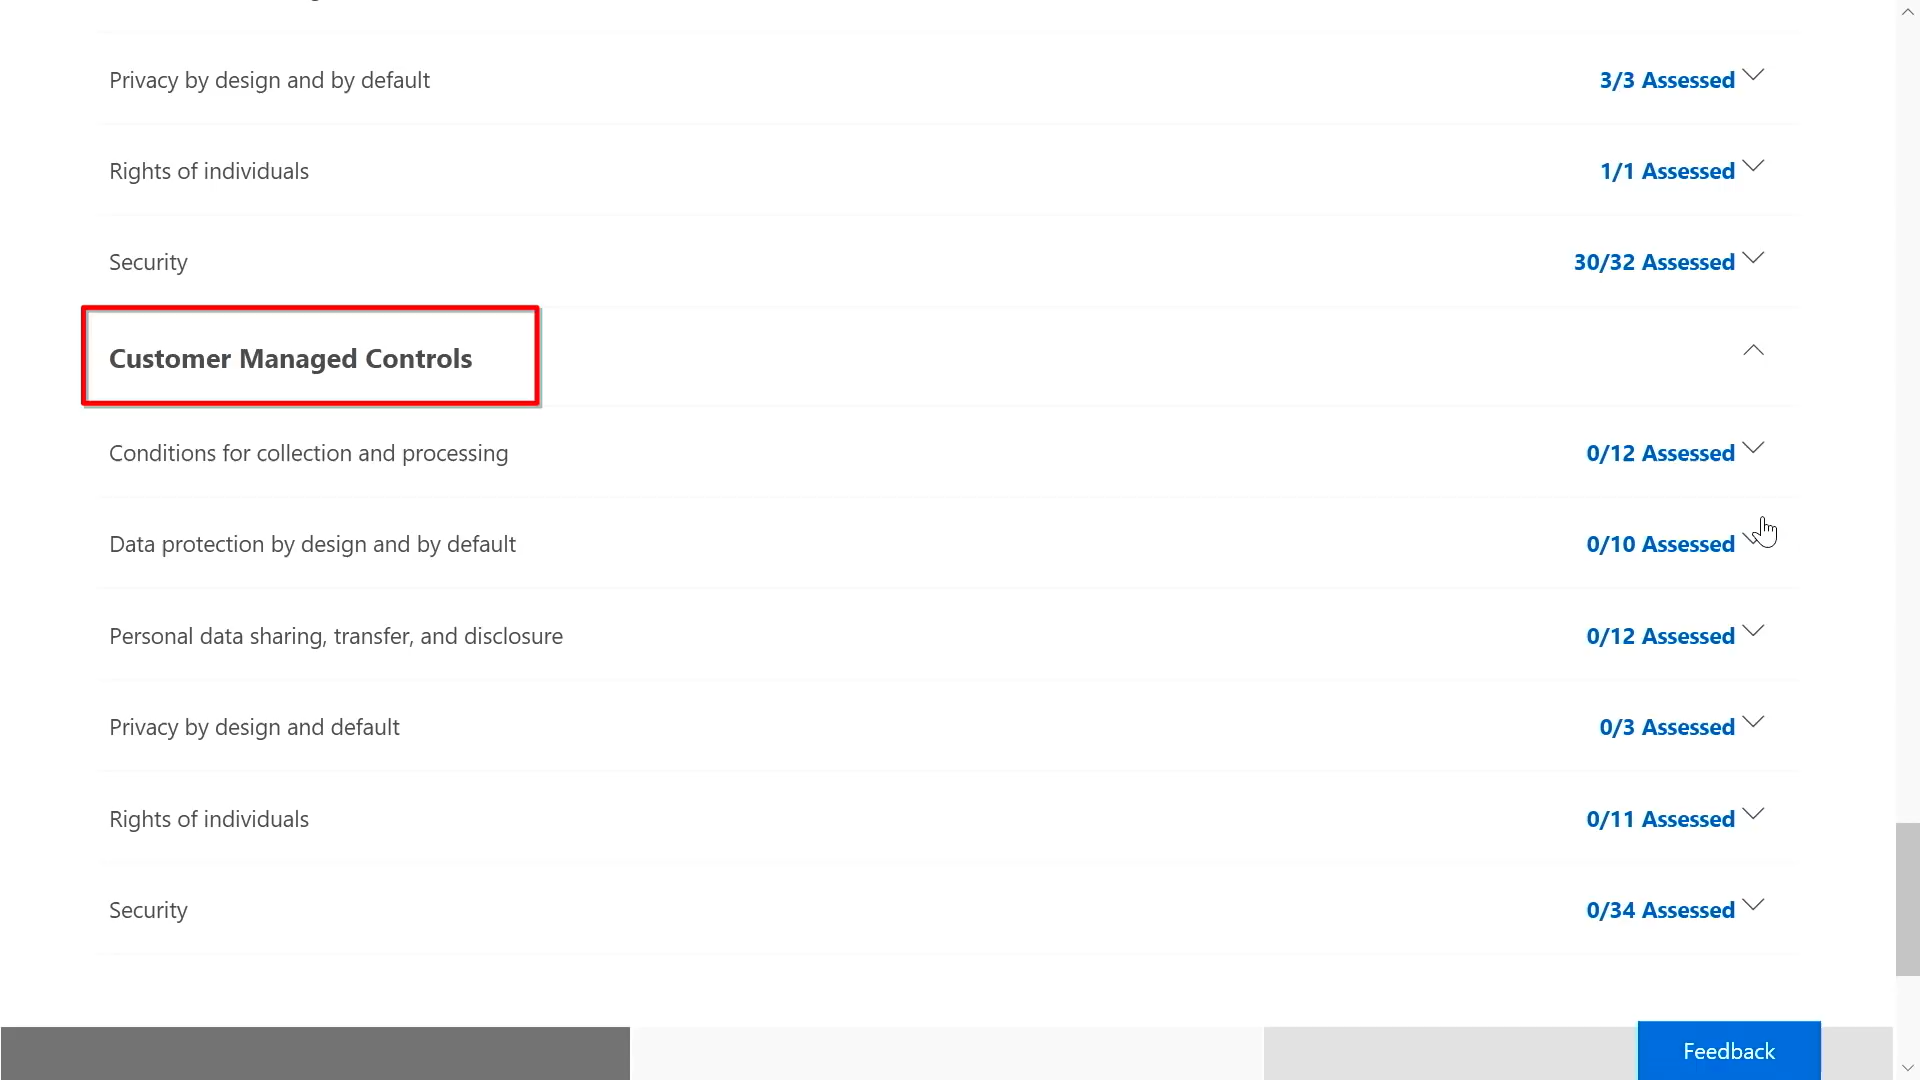 Privacy by design and by default 3/3 Assessed
Rights of individuals 1/1 Assessed
Security 30/32 Assessed
Customer Managed Controls
Conditions for collection and processing 0/12 Assessed
Data protection by design and by default 0/10 Assessed
Personal data sharing, transfer, and disclosure 0/12 Assessed
Privacy by design and default 0/3 Assessed
Rights of individuals 0/11 Assessed
Security 0/34 Assessed
Feedback